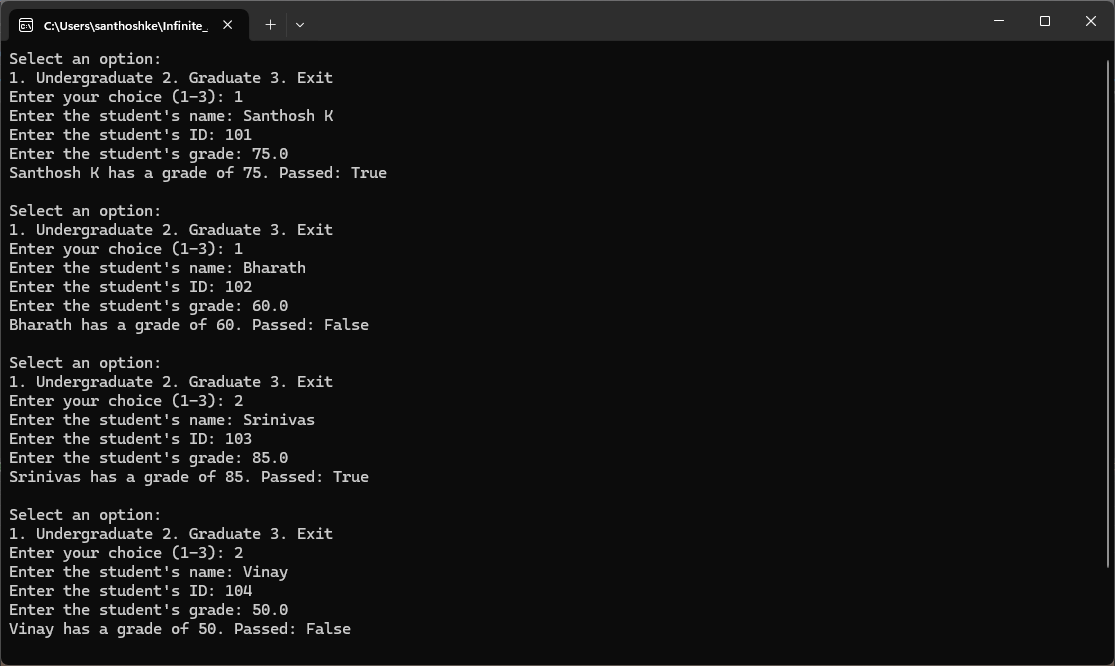 C:\Users\santhoshke\Infinite_
Select an option:
1. Undergraduate 2. Graduate 3. Exit
Enter your choice (1-3): 1
Enter the student's name: Santhosh K
Enter the student's ID: 101
Enter the student's grade: 75.0
Santhosh K has a grade of 75. Passed: True
Select an option:
1. Undergraduate 2. Graduate 3. Exit
Enter your choice (1-3): 1
Enter the student's name: Bharath
Enter the student's ID: 102
Enter the student's grade: 60.0
Bharath has a grade of 60. Passed: False
Select an option:
1. Undergraduate 2. Graduate 3. Exit
Enter your choice (1-3): 2
Enter the student's name: Srinivas
Enter the student's ID: 103
Enter the student's grade: 85.0
Srinivas has a grade of 85. Passed: True
Select an option:
1. Undergraduate 2. Graduate 3. Exit
Enter your choice (1-3): 2
Enter the student's name: Vinay
Enter the student's ID: 104
Enter the student's grade: 50.0
Vinay has a grade of 50. Passed: False